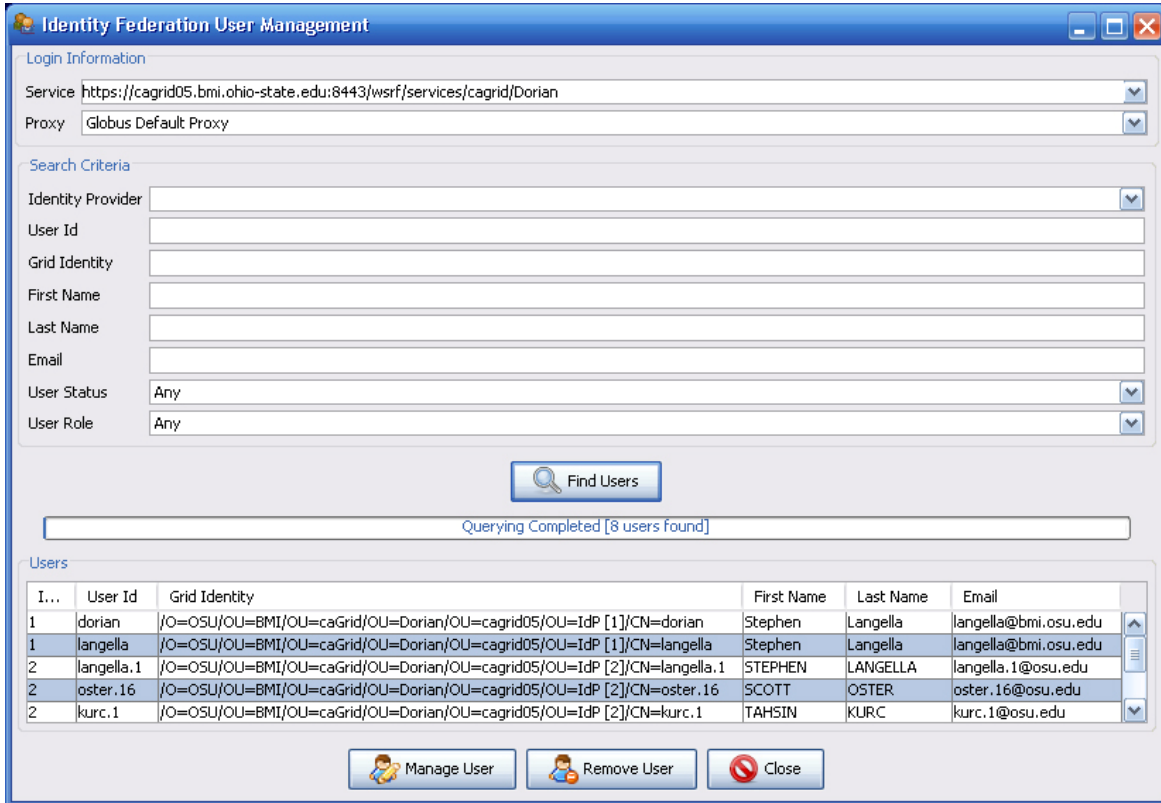 Identity Federation User Management
Login Information
Service https://cagrid05.bmi.ohio-state.edu:8443/wsrf/services/cagrid/Dorian
Proxy Globus Default Proxy
Search Criteria
Identity Provider
User Id
Grid Identity
First Name
Last Name
Email
User Status Any
User Role Any
Find Users
Querying Completed [8 users found]
Users
I... User Id Grid Identity First Name Last Name Email
1 dorian /O=OSU/OU=BMI/OU=caGrid/OU=Dorian/OU=cagrid05/OU=IdP [1]/CN=dorian Stephen Langella langella@bmi.osu.edu
1 langella /O=OSU/OU=BMI/OU=caGrid/OU=Dorian/OU=cagrid05/OU=IdP [1]/CN=langella Stephen Langella langella@bmi.osu.edu
2 langella.1 /O=OSU/OU=BMI/OU=caGrid/OU=Dorian/OU=cagrid05/OU=IdP [2]/CN=langella.1 STEPHEN LANGELLA langella.1@osu.edu
2 oster.16 /O=OSU/OU=BMI/OU=caGrid/OU=Dorian/OU=cagrid05/OU=IdP [2]/CN=oster.16 SCOTT OSTER oster.16@osu.edu
2 kurc.1 /O=OSU/OU=BMI/OU=caGrid/OU=Dorian/OU=cagrid05/OU=IdP [2]/CN=kurc.1 TAHSIN KURC kurc.1@osu.edu
Manage User Remove User Close